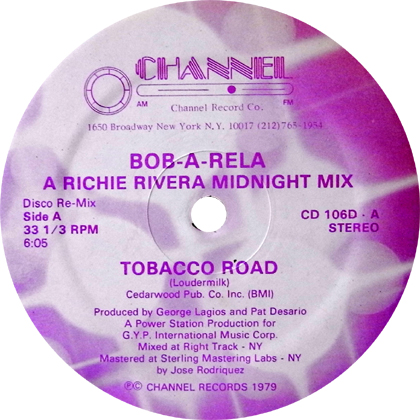 CHANNEL
AM FM
Channel Record Co.
1650 Broadway New York N.Y. 10017 (212)765-1954
BOB-A-RELA
A RICHIE RIVERA MIDNIGHT MIX
Disco Re-Mix
Side A
33 1/3 RPM
6:05
CD 106D - A
STEREO
TOBACCO ROAD
(Loudermilk)
Cedarwood Pub. Co. Inc. (BMI)
Produced by George Lagios and Pat Desario
A Power Station Production for
G.Y.P. International Music Corp.
Mixed at Right Track - NY
Mastered at Sterling Mastering Labs - NY
by Jose Rodriquez
℗© CHANNEL RECORDS 1979